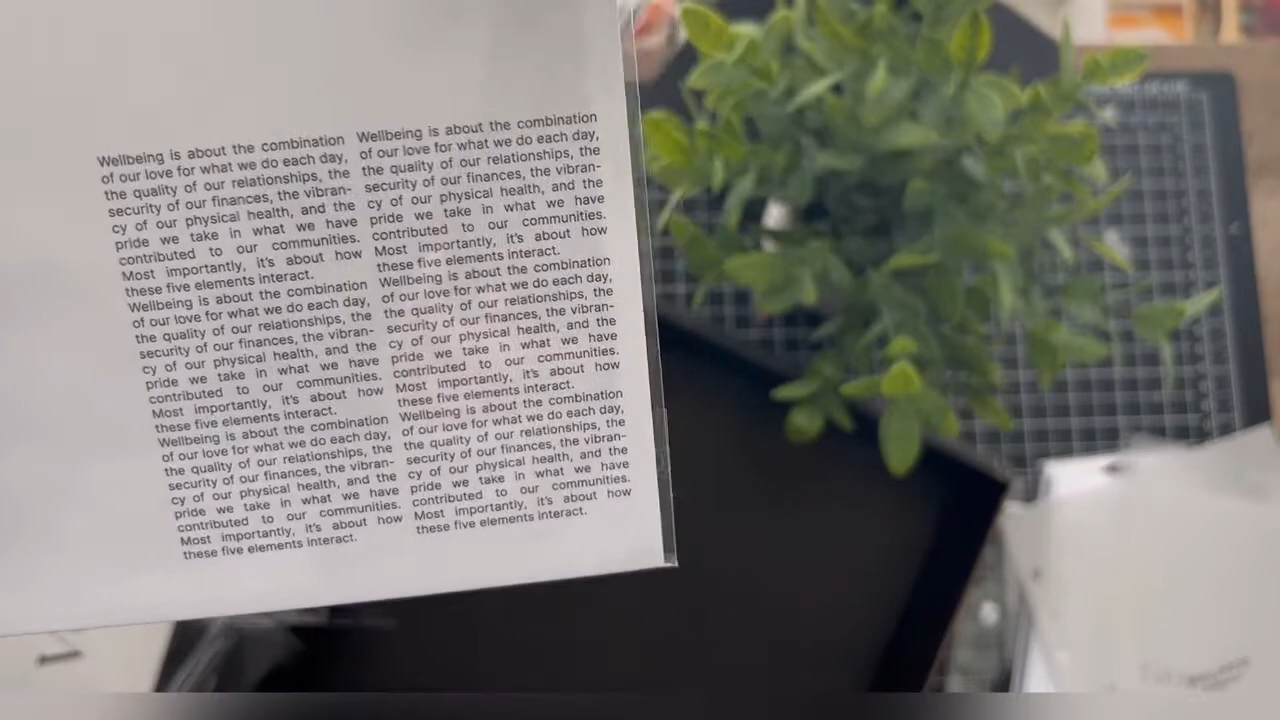 Wellbeing is about the combination
of our love for what we do each day,
the quality of our relationships, the
security of our finances, the vibran-
cy of our physical health, and the
pride we take in what we have
contributed to our communities.
Most importantly, it's about how
these five elements interact.
Wellbeing is about the combination
of our love for what we do each day,
the quality of our relationships, the
security of our finances, the vibran-
cy of our physical health, and the
pride we take in what we have
contributed to our communities.
Most importantly, it's about how
these five elements interact.
Wellbeing is about the combination
of our love for what we do each day,
the quality of our relationships, the
security of our finances, the vibran-
cy of our physical health, and the
pride we take in what we have
contributed to our communities.
Most importantly, it's about how
these five elements interact.
Wellbeing is about the combination
of our love for what we do each day,
the quality of our relationships, the
security of our finances, the vibran-
cy of our physical health, and the
pride we take in what we have
contributed to our communities.
Most importantly, it's about how
these five elements interact.
Wellbeing is about the combination
of our love for what we do each day,
the quality of our relationships, the
security of our finances, the vibran-
cy of our physical health, and the
pride we take in what we have
contributed to our communities.
Most importantly, it's about how
these five elements interact.
Wellbeing is about the combination
of our love for what we do each day,
the quality of our relationships, the
security of our finances, the vibran-
cy of our physical health, and the
pride we take in what we have
contributed to our communities.
Most importantly, it's about how
these five elements interact.